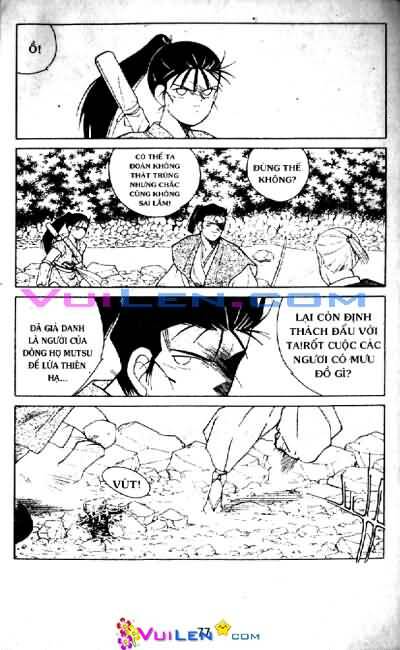 Ồ!
CÓ THỂ TA
ĐOÁN KHÔNG
THẬT TRÚNG
NHƯNG CHẮC
CŨNG KHÔNG
SAI LẮM!
ĐÚNG THẾ
KHÔNG?
VuiLen.com
ĐÃ GIẢ DANH
LÀ NGƯỜI CỦA
DÒNG HỌ MUTSU
ĐỂ LỪA THIÊN
HẠ...
LẠI CÒN ĐỊNH
THÁCH ĐẤU VỚI
TA!RỐT CUỘC CÁC
NGƯƠI CÓ MƯU
ĐỒ GÌ?
VÚT!
77
VuiLen.com